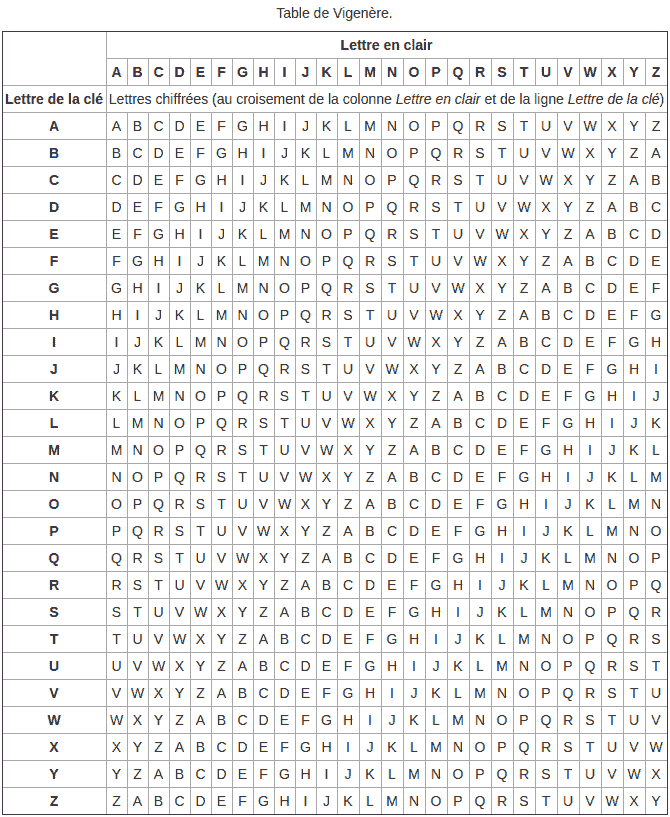 Table de Vigenère.
Lettre en clair
A B C D E F G H I J K L M N O P Q R S T U V W X Y Z
Lettre de la clé Lettres chiffrées (au croisement de la colonne Lettre en clair et de la ligne Lettre de la clé)
A A B C D E F G H I J K L M N O P Q R S T U V W X Y Z
B B C D E F G H I J K L M N O P Q R S T U V W X Y Z A
C C D E F G H I J K L M N O P Q R S T U V W X Y Z A B
D D E F G H I J K L M N O P Q R S T U V W X Y Z A B C
E E F G H I J K L M N O P Q R S T U V W X Y Z A B C D
F F G H I J K L M N O P Q R S T U V W X Y Z A B C D E
G G H I J K L M N O P Q R S T U V W X Y Z A B C D E F
H H I J K L M N O P Q R S T U V W X Y Z A B C D E F G
I I J K L M N O P Q R S T U V W X Y Z A B C D E F G H
J J K L M N O P Q R S T U V W X Y Z A B C D E F G H I
K K L M N O P Q R S T U V W X Y Z A B C D E F G H I J
L L M N O P Q R S T U V W X Y Z A B C D E F G H I J K
M M N O P Q R S T U V W X Y Z A B C D E F G H I J K L
N N O P Q R S T U V W X Y Z A B C D E F G H I J K L M
O O P Q R S T U V W X Y Z A B C D E F G H I J K L M N
P P Q R S T U V W X Y Z A B C D E F G H I J K L M N O
Q Q R S T U V W X Y Z A B C D E F G H I J K L M N O P
R R S T U V W X Y Z A B C D E F G H I J K L M N O P Q
S S T U V W X Y Z A B C D E F G H I J K L M N O P Q R
T T U V W X Y Z A B C D E F G H I J K L M N O P Q R S
U U V W X Y Z A B C D E F G H I J K L M N O P Q R S T
V V W X Y Z A B C D E F G H I J K L M N O P Q R S T U
W W X Y Z A B C D E F G H I J K L M N O P Q R S T U V
X X Y Z A B C D E F G H I J K L M N O P Q R S T U V W
Y Y Z A B C D E F G H I J K L M N O P Q R S T U V W X
Z Z A B C D E F G H I J K L M N O P Q R S T U V W X Y